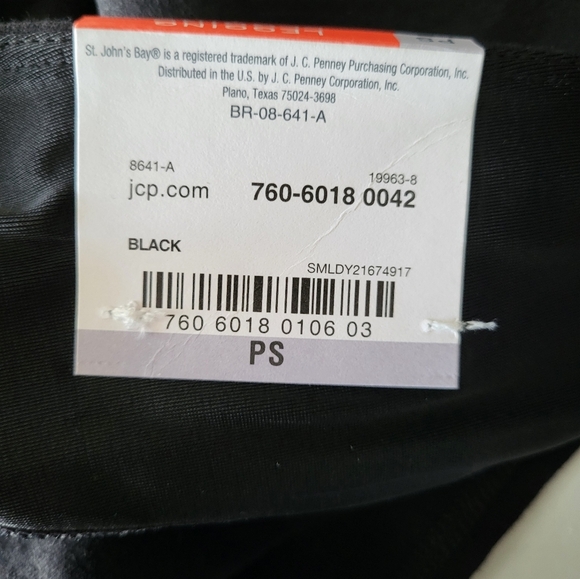 LEGGING
PS
St. John's Bay® is a registered trademark of J. C. Penney Purchasing Corporation, Inc.
Distributed in the U.S. by J. C. Penney Corporation, Inc.
Plano, Texas 75024-3698
BR-08-641-A
8641-A
19963-8
jcp.com
760-6018 0042
BLACK
SMLDY21674917
760 6018 0106 03
PS